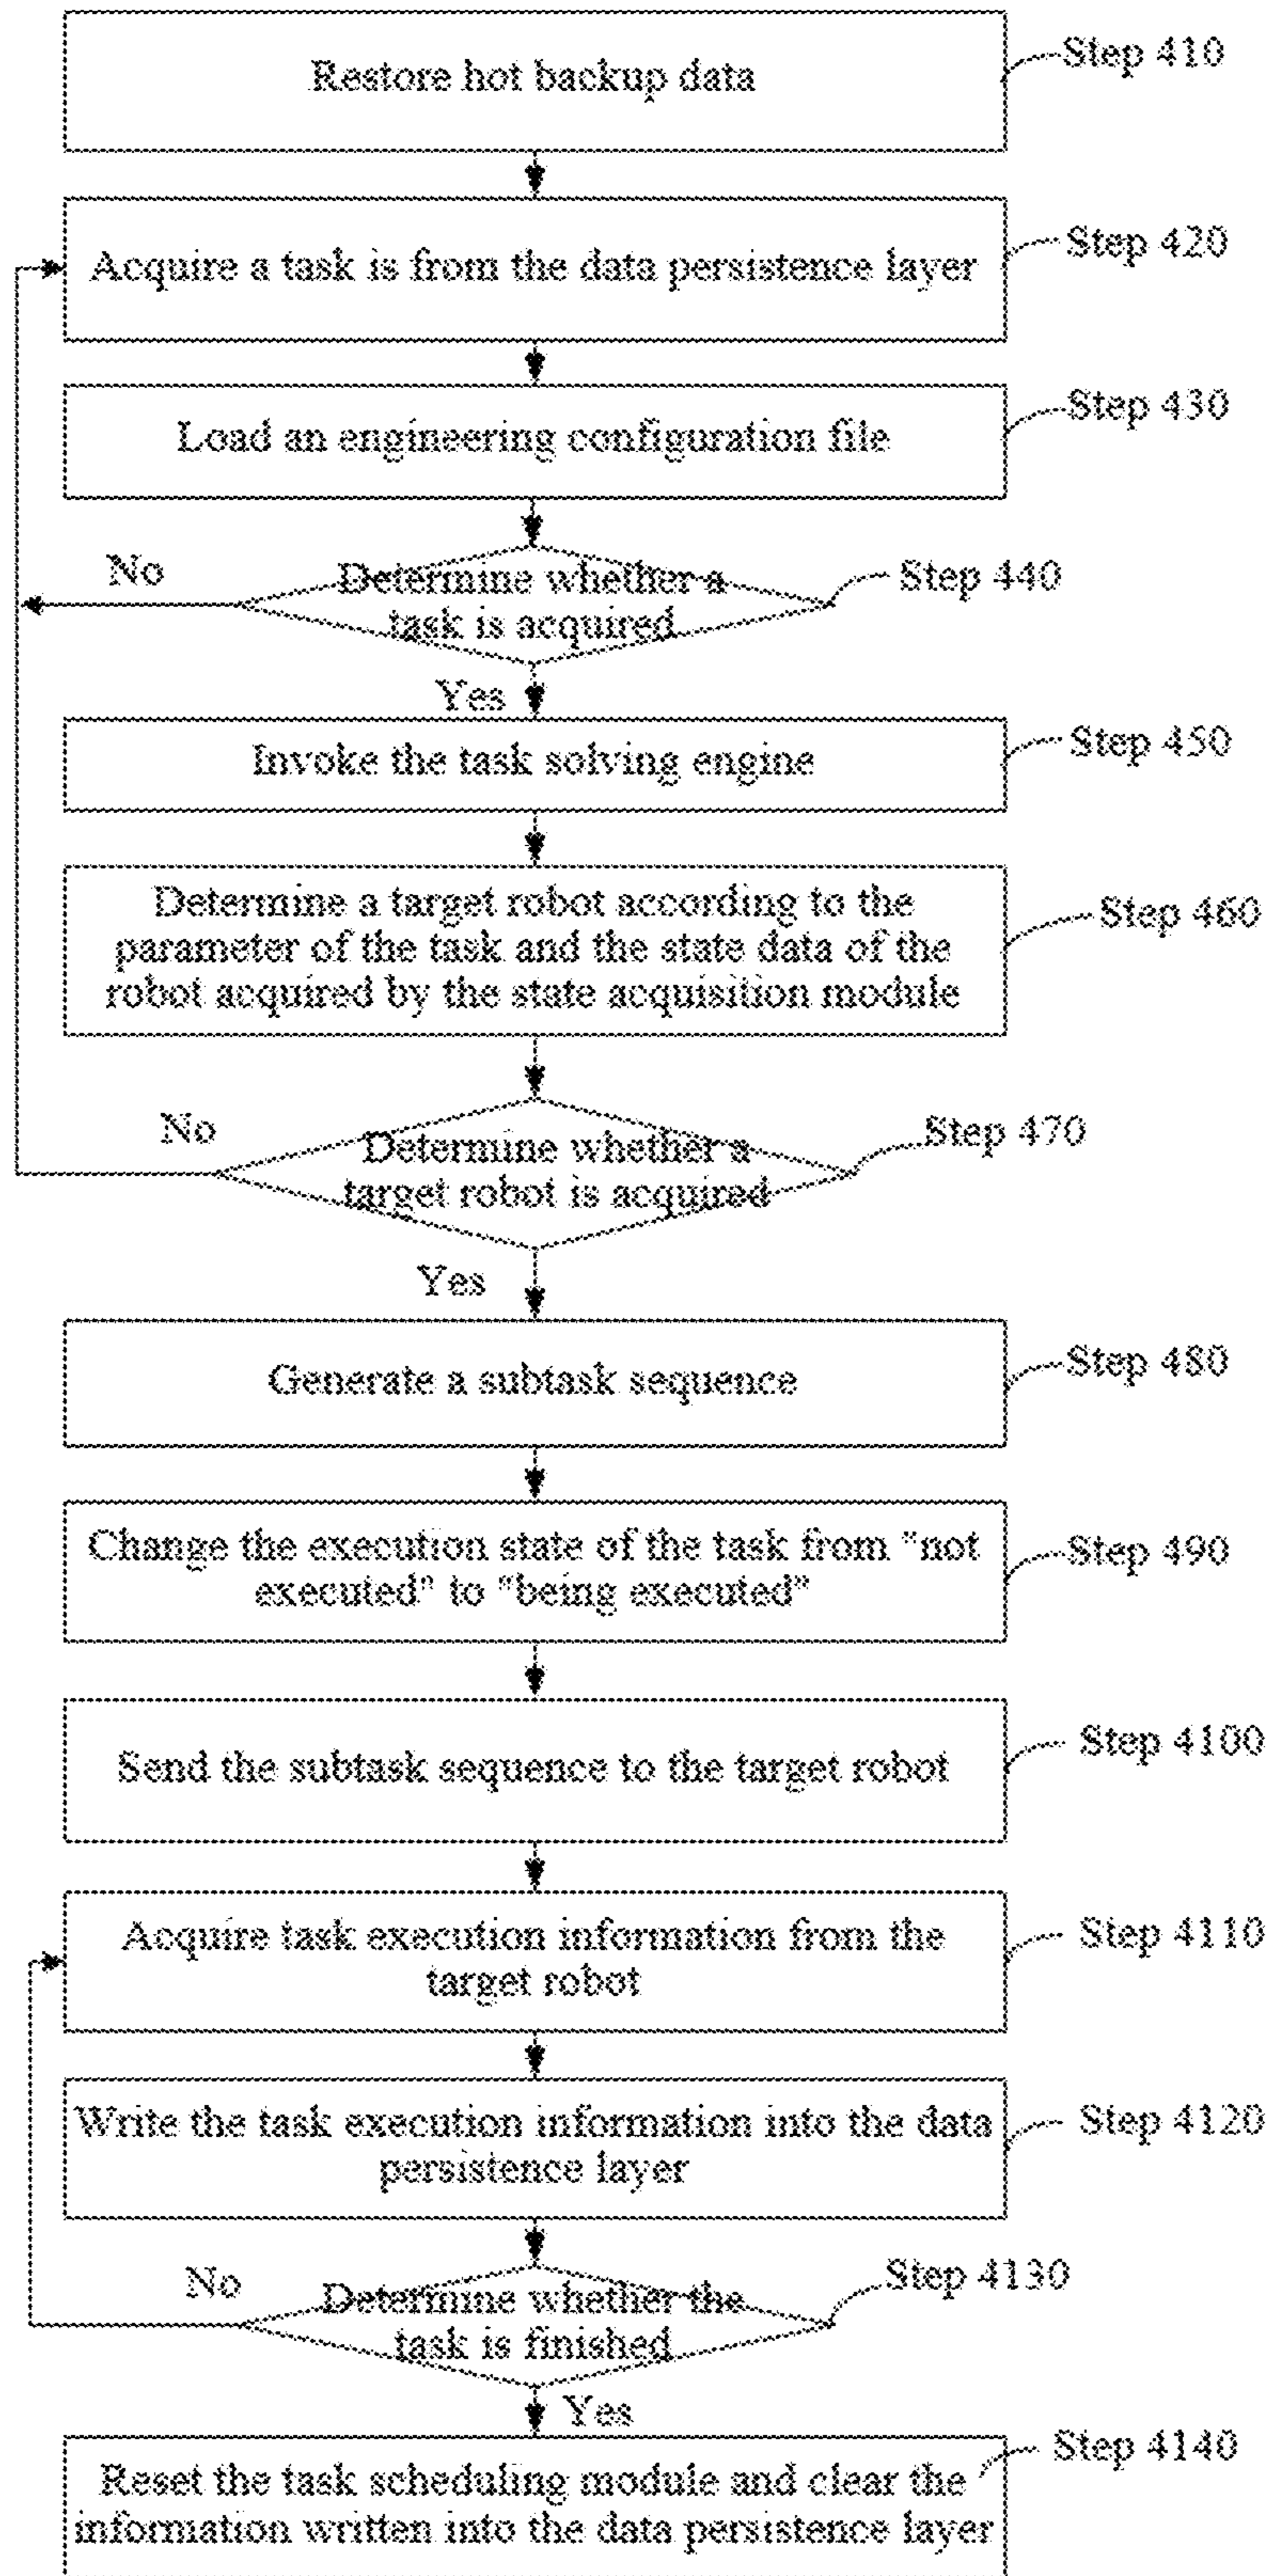 Restore hot backup data
Step 410
Acquire a task is from the data persistence layer
Step 420
Load an engineering configuration file
Step 430
No
Determine whether a
task is acquired
Step 440
Yes
Invoke the task solving engine
Step 450
Determine a target robot according to the
parameter of the task and the state data of the
robot acquired by the state acquisition module
Step 460
No
Determine whether a
target robot is acquired
Step 470
Yes
Generate a subtask sequence
Step 480
Change the execution state of the task from "not
executed" to "being executed"
Step 490
Send the subtask sequence to the target robot
Step 4100
Acquire task execution information from the
target robot
Step 4110
Write the task execution information into the data
persistence layer
Step 4120
No
Determine whether the
task is finished
Step 4130
Yes
Reset the task scheduling module and clear the
information written into the data persistence layer
Step 4140